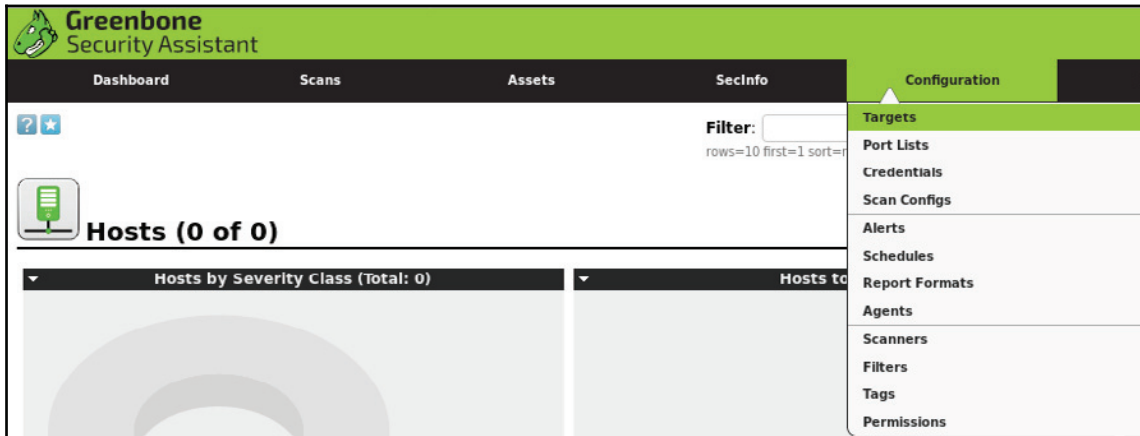 Greenbone
Security Assistant
Dashboard Scans Assets SecInfo Configuration
? ★
Filter:
rows=10 first=1 sort=
Hosts (0 of 0)
Hosts by Severity Class (Total: 0)
Hosts to
Targets
Port Lists
Credentials
Scan Configs
Alerts
Schedules
Report Formats
Agents
Scanners
Filters
Tags
Permissions